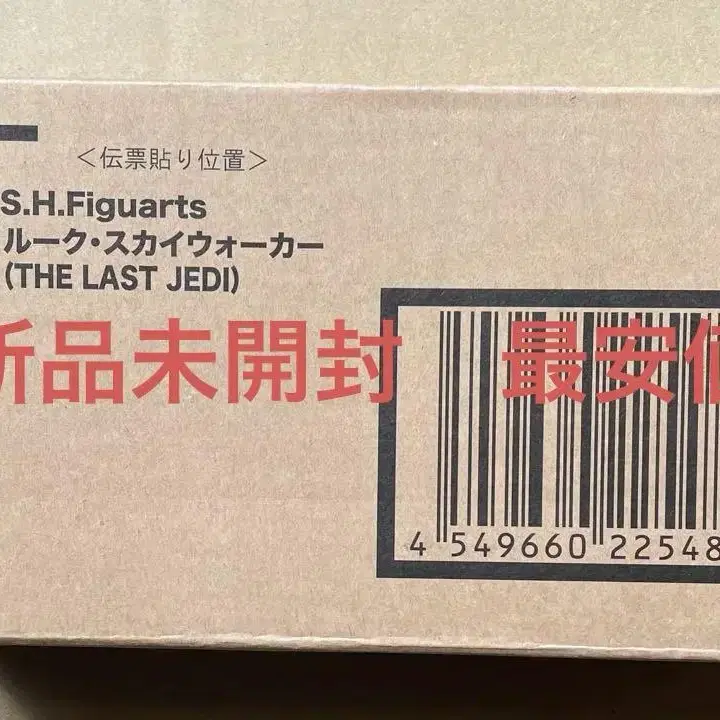 ＜伝票貼り位置＞
S.H.Figuarts
ルーク・スカイウォーカー
(THE LAST JEDI)
新品未開封　最安値
4 549660 22548